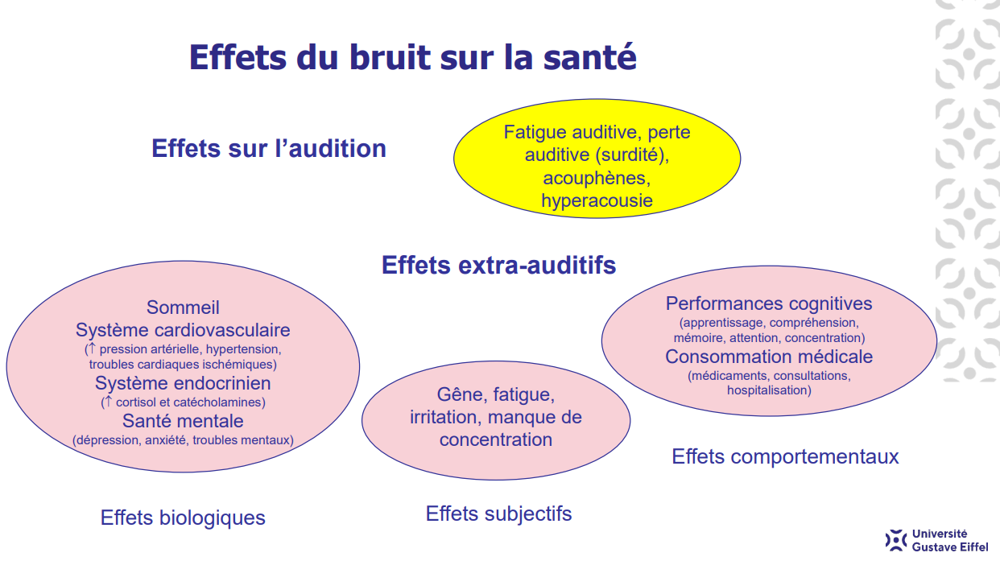 Effets du bruit sur la santé
Effets sur l’audition
Fatigue auditive, perte
auditive (surdité),
acouphènes,
hyperacousie
Effets extra-auditifs
Sommeil
Système cardiovasculaire
(↑ pression artérielle, hypertension,
troubles cardiaques ischémiques)
Système endocrinien
(↑ cortisol et catécholamines)
Santé mentale
(dépression, anxiété, troubles mentaux)
Effets biologiques
Gêne, fatigue,
irritation, manque de
concentration
Effets subjectifs
Performances cognitives
(apprentissage, compréhension,
mémoire, attention, concentration)
Consommation médicale
(médicaments, consultations,
hospitalisation)
Effets comportementaux
Université
Gustave Eiffel